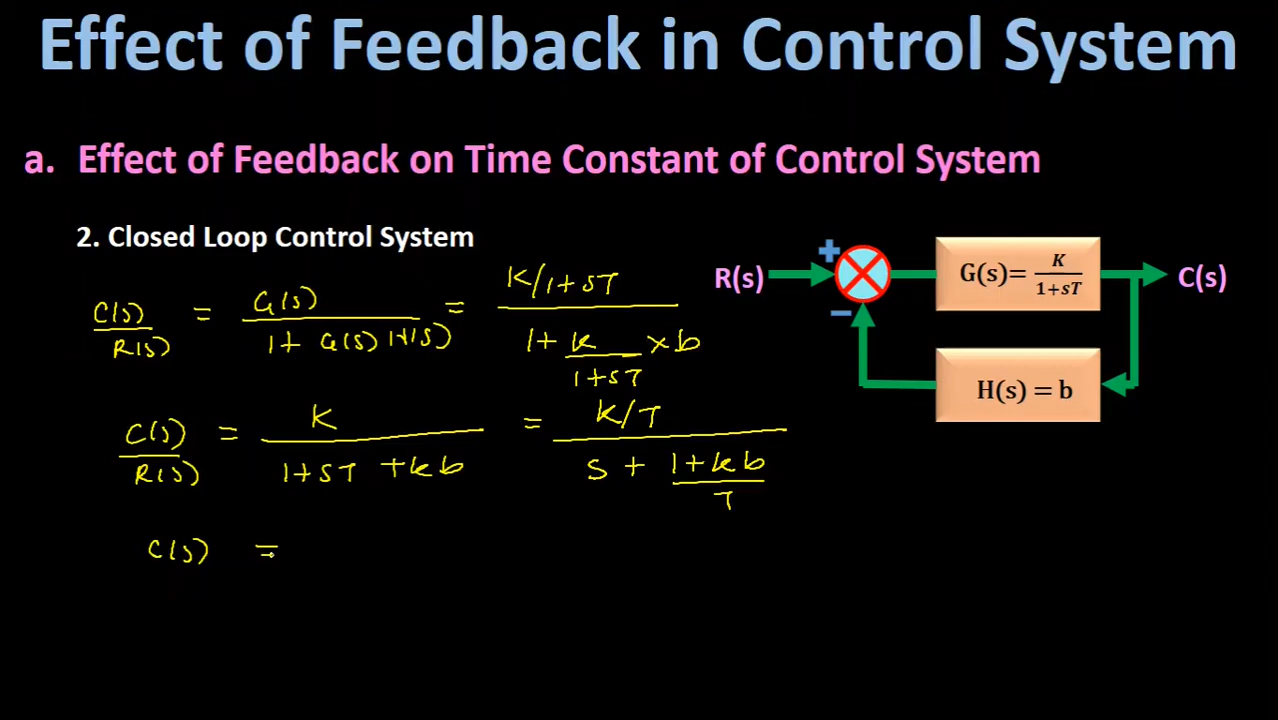 Effect of Feedback in Control System
a. Effect of Feedback on Time Constant of Control System
2. Closed Loop Control System
C(s)/R(s) = G(s)/(1 + G(s) H(s)) = (K/1+sT)/(1 + K/(1+sT) × b)
C(s)/R(s) = K/(1+sT + kb) = (K/T)/(s + (1+kb)/T)
C(s) =
R(s)
+
−
G(s)= K/(1+sT)
C(s)
H(s) = b